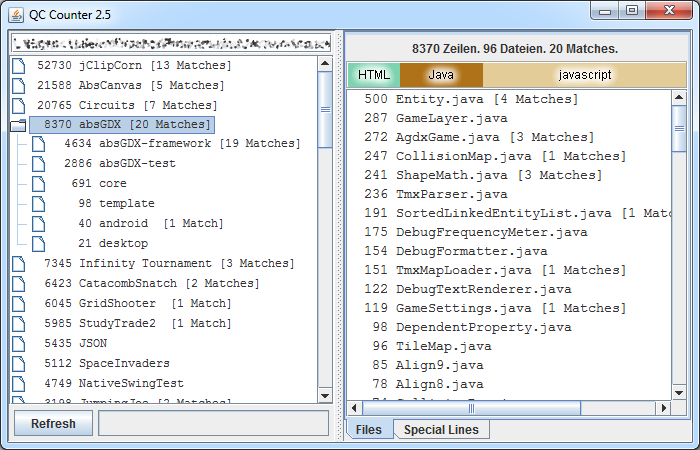 QC Counter 2.5
52730 jClipCorn [13 Matches]
21588 AbsCanvas [5 Matches]
20765 Circuits [7 Matches]
8370 absGDX [20 Matches]
4634 absGDX-framework [19 Matches]
2886 absGDX-test
691 core
98 template
40 android [1 Match]
21 desktop
7345 Infinity Tournament [3 Matches]
6423 CatacombSnatch [2 Matches]
6045 GridShooter [1 Match]
5985 StudyTrade2 [1 Match]
5435 JSON
5112 SpaceInvaders
4749 NativeSwingTest
3198 JumpingJoe [2 Matches]
Refresh
8370 Zeilen. 96 Dateien. 20 Matches.
HTML Java javascript
500 Entity.java [4 Matches]
287 GameLayer.java
272 AgdxGame.java [3 Matches]
247 CollisionMap.java [1 Matches]
241 ShapeMath.java [3 Matches]
236 TmxParser.java
191 SortedLinkedEntityList.java [1 Matc
175 DebugFrequencyMeter.java
154 DebugFormatter.java
151 TmxMapLoader.java [1 Matches]
122 DebugTextRenderer.java
119 GameSettings.java [1 Matches]
98 DependentProperty.java
96 TileMap.java
85 Align9.java
78 Align8.java
Files Special Lines